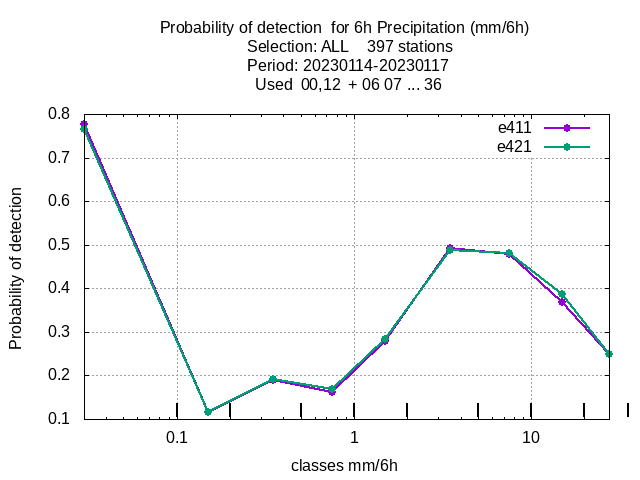 Probability of detection  for 6h Precipitation (mm/6h)
Selection: ALL    397 stations
Period: 20230114-20230117
Used  00,12  + 06 07 ... 36
e411
e421
Probability of detection
0.8
0.7
0.6
0.5
0.4
0.3
0.2
0.1
0.1
1
10
classes mm/6h